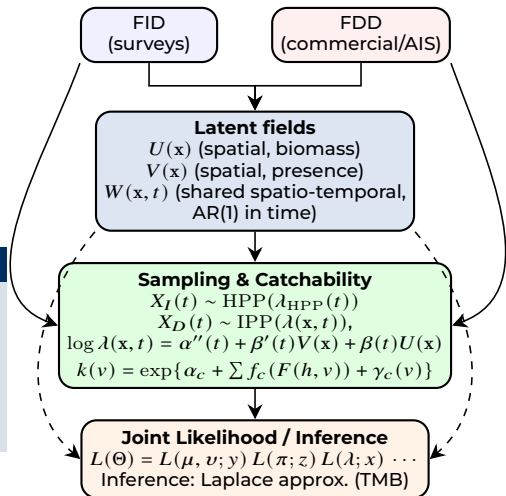 FID
(surveys)
FDD
(commercial/AIS)
Latent fields
U(x) (spatial, biomass)
V(x) (spatial, presence)
W(x, t) (shared spatio-temporal,
AR(1) in time)
Sampling & Catchability
X_I(t) ~ HPP(λ_HPP(t))
X_D(t) ~ IPP(λ(x, t)),
log λ(x, t) = α''(t) + β'(t)V(x) + β(t)U(x)
k(v) = exp{α_c + ∑ f_c(F(h, v)) + γ_c(v)}
Joint Likelihood / Inference
L(Θ) = L(μ, υ; y) L(π; z) L(λ; x) ⋯
Inference: Laplace approx. (TMB)